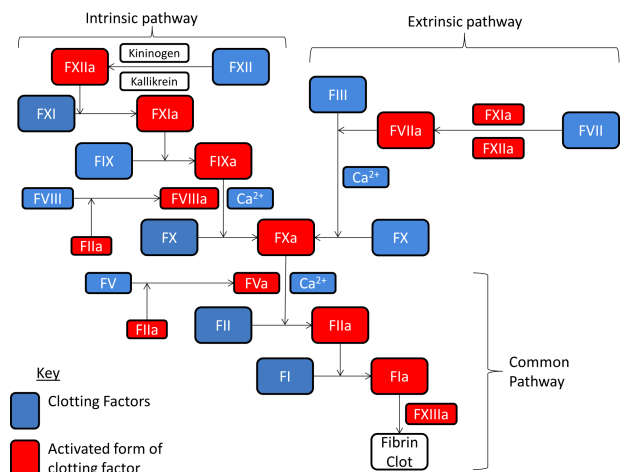 Intrinsic pathway
Extrinsic pathway
FXIIa
Kininogen
Kallikrein
FXII
FXI
FXIa
FIX
FIXa
FVIII
FVIIIa
Ca2+
FIIa
FX
FXa
FIII
FVIIa
FXIa
FXIIa
FVII
Ca2+
FX
FV
FVa
Ca2+
FIIa
FII
FIIa
FI
FIa
FXIIIa
Fibrin
Clot
Common
Pathway
Key
Clotting Factors
Activated form of
clotting factor